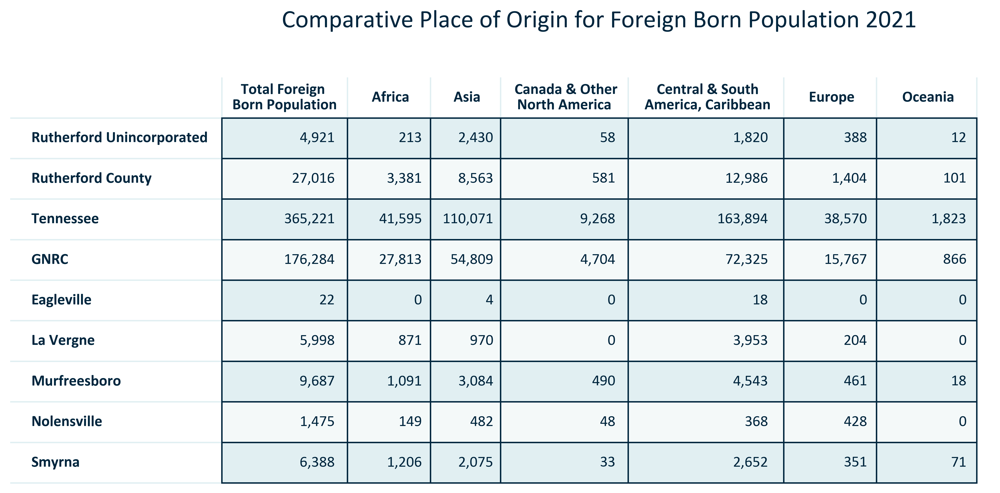 Comparative Place of Origin for Foreign Born Population 2021
Total Foreign Born Population Africa Asia Canada & Other North America Central & South America, Caribbean Europe Oceania
Rutherford Unincorporated 4,921 213 2,430 58 1,820 388 12
Rutherford County 27,016 3,381 8,563 581 12,986 1,404 101
Tennessee 365,221 41,595 110,071 9,268 163,894 38,570 1,823
GNRC 176,284 27,813 54,809 4,704 72,325 15,767 866
Eagleville 22 0 4 0 18 0 0
La Vergne 5,998 871 970 0 3,953 204 0
Murfreesboro 9,687 1,091 3,084 490 4,543 461 18
Nolensville 1,475 149 482 48 368 428 0
Smyrna 6,388 1,206 2,075 33 2,652 351 71